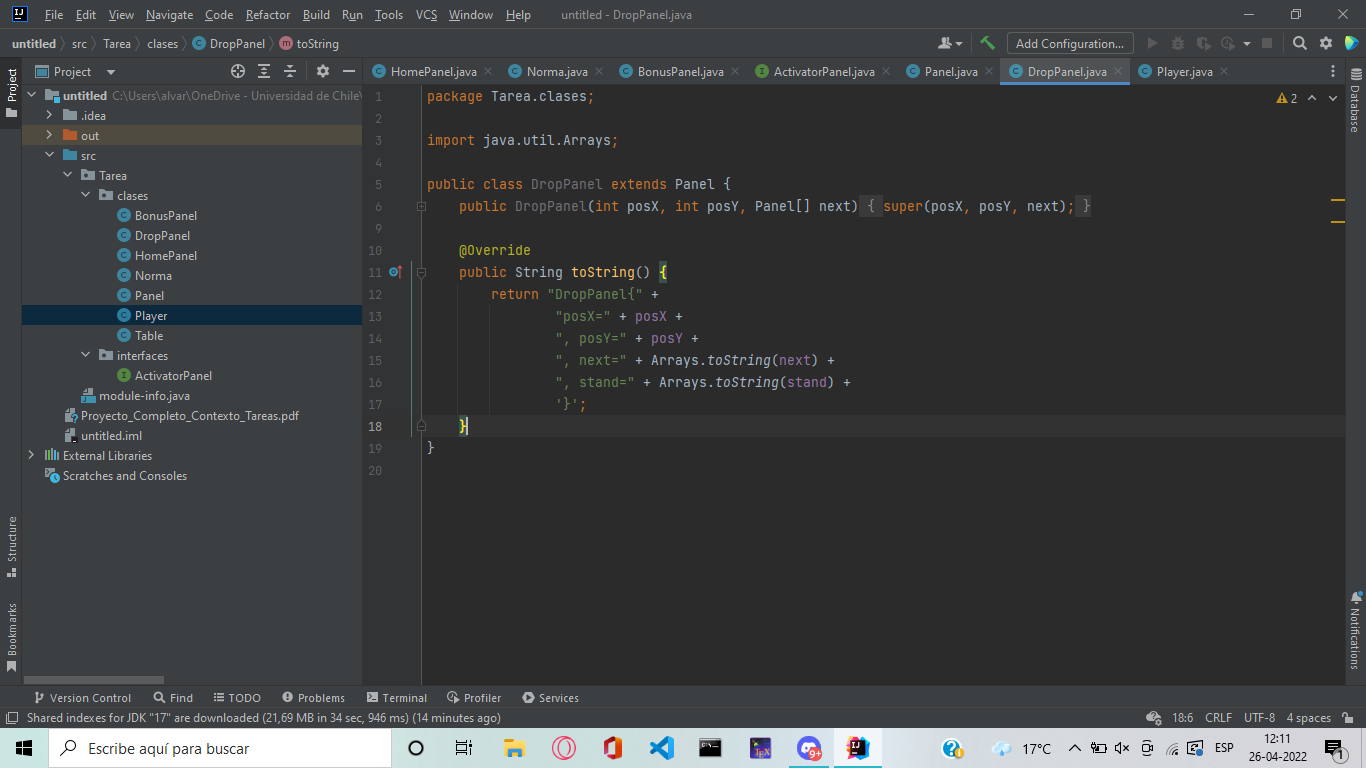 File Edit View Navigate Code Refactor Build Run Tools VCS Window Help untitled - DropPanel.java
untitled src Tarea clases DropPanel toString Add Configuration...
Project
Project
HomePanel.java Norma.java BonusPanel.java ActivatorPanel.java Panel.java DropPanel.java Player.java
untitled C:\Users\alvar\OneDrive - Universidad de Chile\
.idea
out
src
Tarea
clases
BonusPanel
DropPanel
HomePanel
Norma
Panel
Player
Table
interfaces
ActivatorPanel
module-info.java
Proyecto_Completo_Contexto_Tareas.pdf
untitled.iml
External Libraries
Scratches and Consoles
1 package Tarea.clases;
2
3 import java.util.Arrays;
4
5 public class DropPanel extends Panel {
6 public DropPanel(int posX, int posY, Panel[] next) { super(posX, posY, next); }
9
10 @Override
11 public String toString() {
12 return "DropPanel{" +
13 "posX=" + posX +
14 ", posY=" + posY +
15 ", next=" + Arrays.toString(next) +
16 ", stand=" + Arrays.toString(stand) +
17 '}';
18 }
19 }
20
2
Database
Notifications
Structure
Bookmarks
Version Control Find TODO Problems Terminal Profiler Services
Shared indexes for JDK "17" are downloaded (21,69 MB in 34 sec, 946 ms) (14 minutes ago) 18:6 CRLF UTF-8 4 spaces
Escribe aquí para buscar
9+
17°C
ESP
12:11
26-04-2022
1